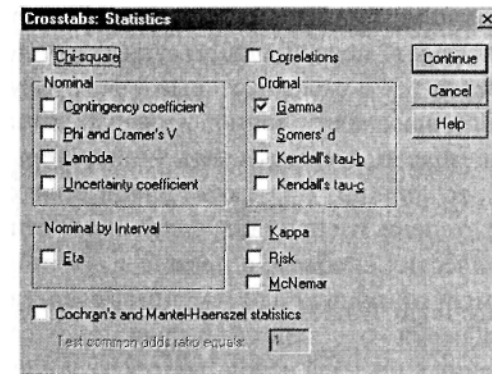 Crosstabs: Statistics
Chi-square
Correlations
Continue
Nominal
Ordinal
Cancel
Contingency coefficient
Gamma
Help
Phi and Cramer's V
Somers' d
Lambda
Kendall's tau-b
Uncertainty coefficient
Kendall's tau-c
Nominal by Interval
Kappa
Eta
Risk
McNemar
Cochran's and Mantel-Haenszel statistics
Test common odds ratio equals:
1